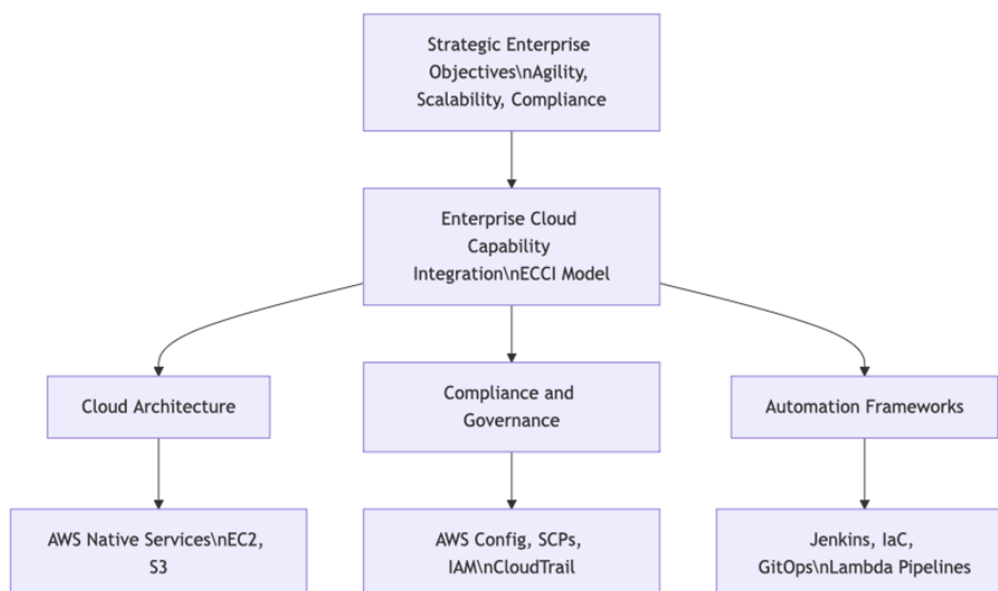 Strategic Enterprise
Objectives\nAgility,
Scalability, Compliance
Enterprise Cloud
Capability
Integration\nECCI Model
Cloud Architecture
Compliance and
Governance
Automation Frameworks
AWS Native Services\nEC2,
S3
AWS Config, SCPs,
IAM\nCloudTrail
Jenkins, IaC,
GitOps\nLambda Pipelines